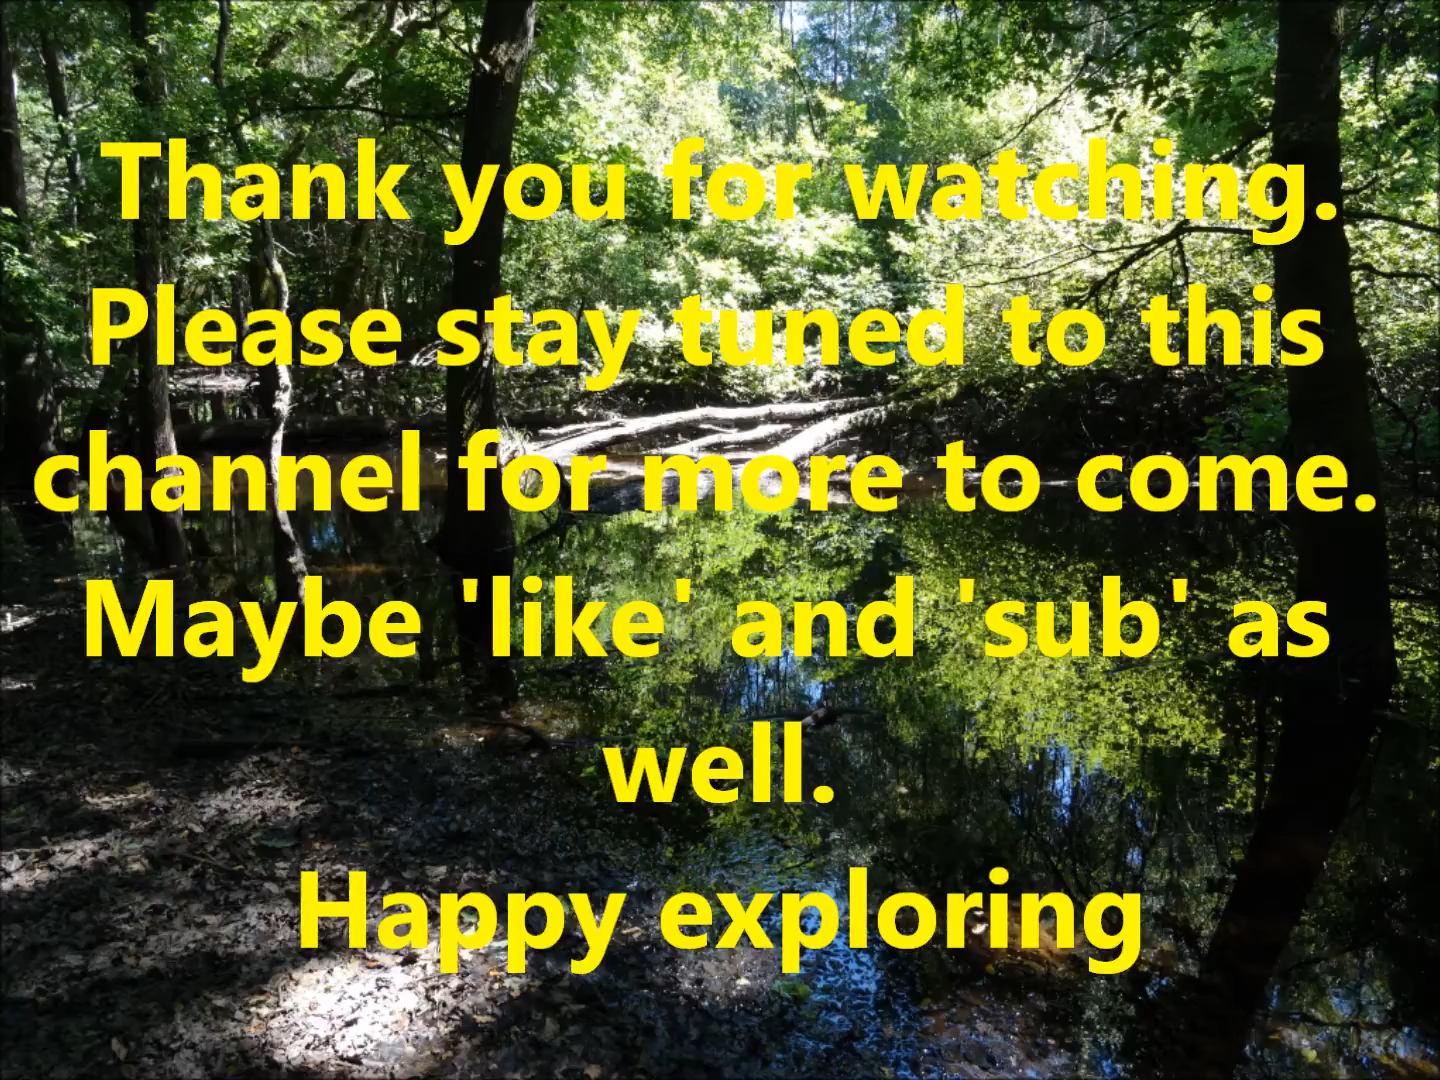 Thank you for watching.
Please stay tuned to this
channel for more to come.
Maybe 'like' and 'sub' as
well.
Happy exploring